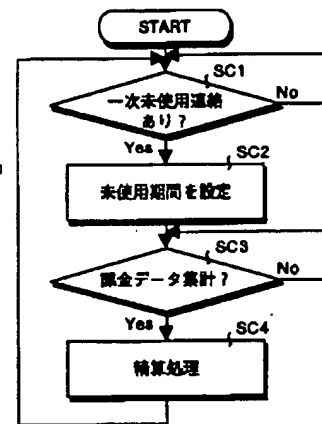 START
SC1
一次未使用連絡
あり?
No
Yes
SC2
未使用期間を設定
SC3
課金データ集計?
No
Yes
SC4
精算処理